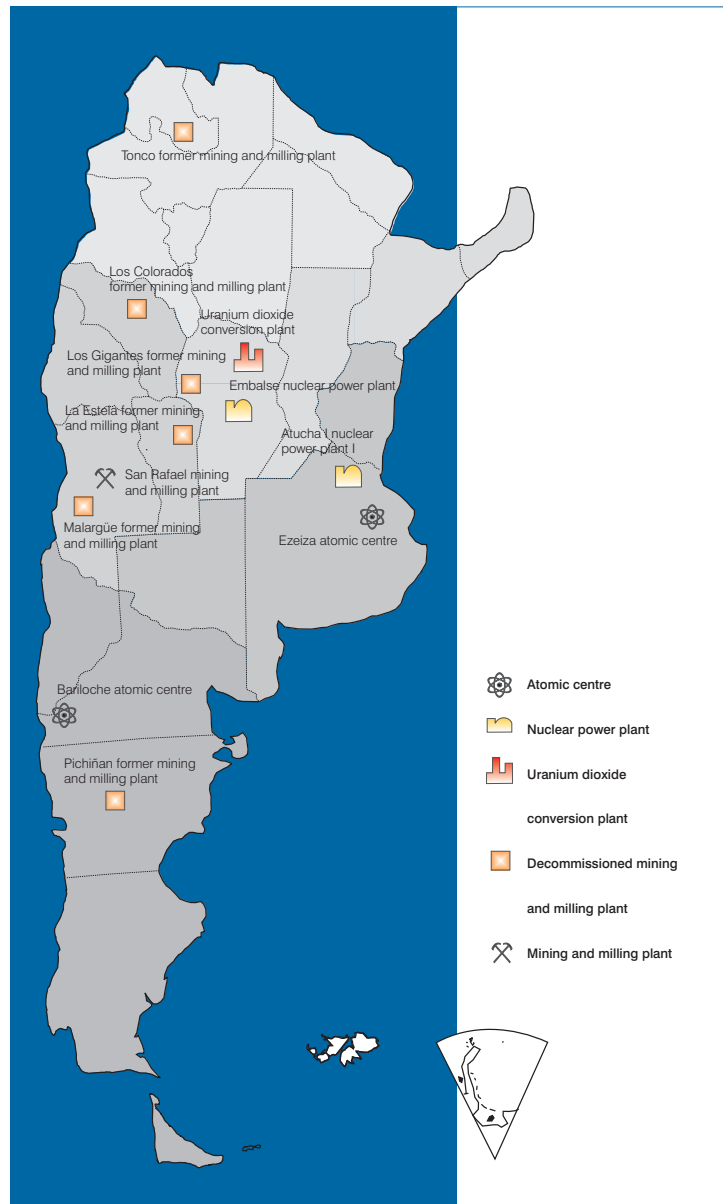 Tonco former mining and milling plant
Los Colorados
former mining and milling plant
Uranium dioxide
conversion plant
Los Gigantes former mining
and milling plant
Embalse nuclear power plant
La Estela former mining
and milling plant
Atucha I nuclear
power plant I
San Rafael mining
and milling plant
Malargüe former mining
and milling plant
Ezeiza atomic centre
Bariloche atomic centre
Pichiñan former mining
and milling plant
Atomic centre
Nuclear power plant
Uranium dioxide
conversion plant
Decommissioned mining
and milling plant
Mining and milling plant